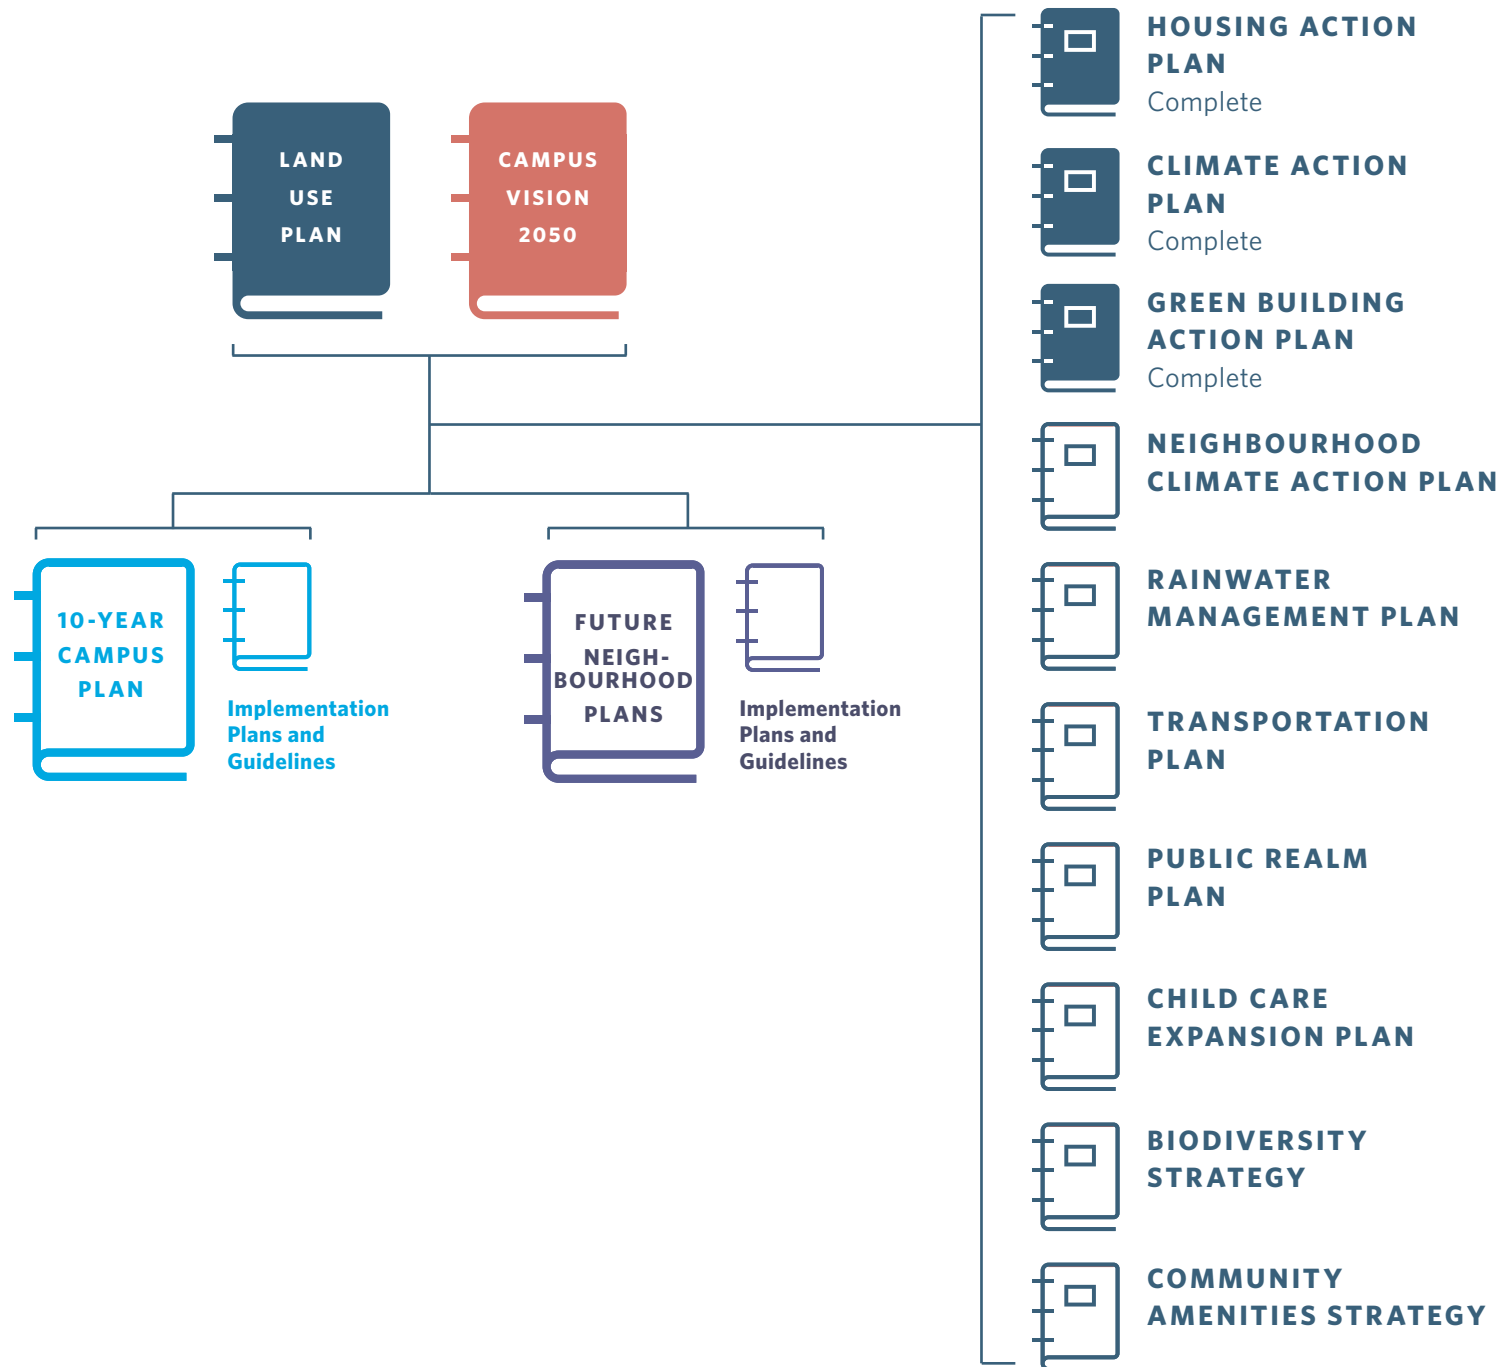 LAND
USE
PLAN
CAMPUS
VISION
2050
10-YEAR
CAMPUS
PLAN
Implementation
Plans and
Guidelines
FUTURE
NEIGH-
BOURHOOD
PLANS
Implementation
Plans and
Guidelines
HOUSING ACTION
PLAN
Complete
CLIMATE ACTION
PLAN
Complete
GREEN BUILDING
ACTION PLAN
Complete
NEIGHBOURHOOD
CLIMATE ACTION PLAN
RAINWATER
MANAGEMENT PLAN
TRANSPORTATION
PLAN
PUBLIC REALM
PLAN
CHILD CARE
EXPANSION PLAN
BIODIVERSITY
STRATEGY
COMMUNITY
AMENITIES STRATEGY